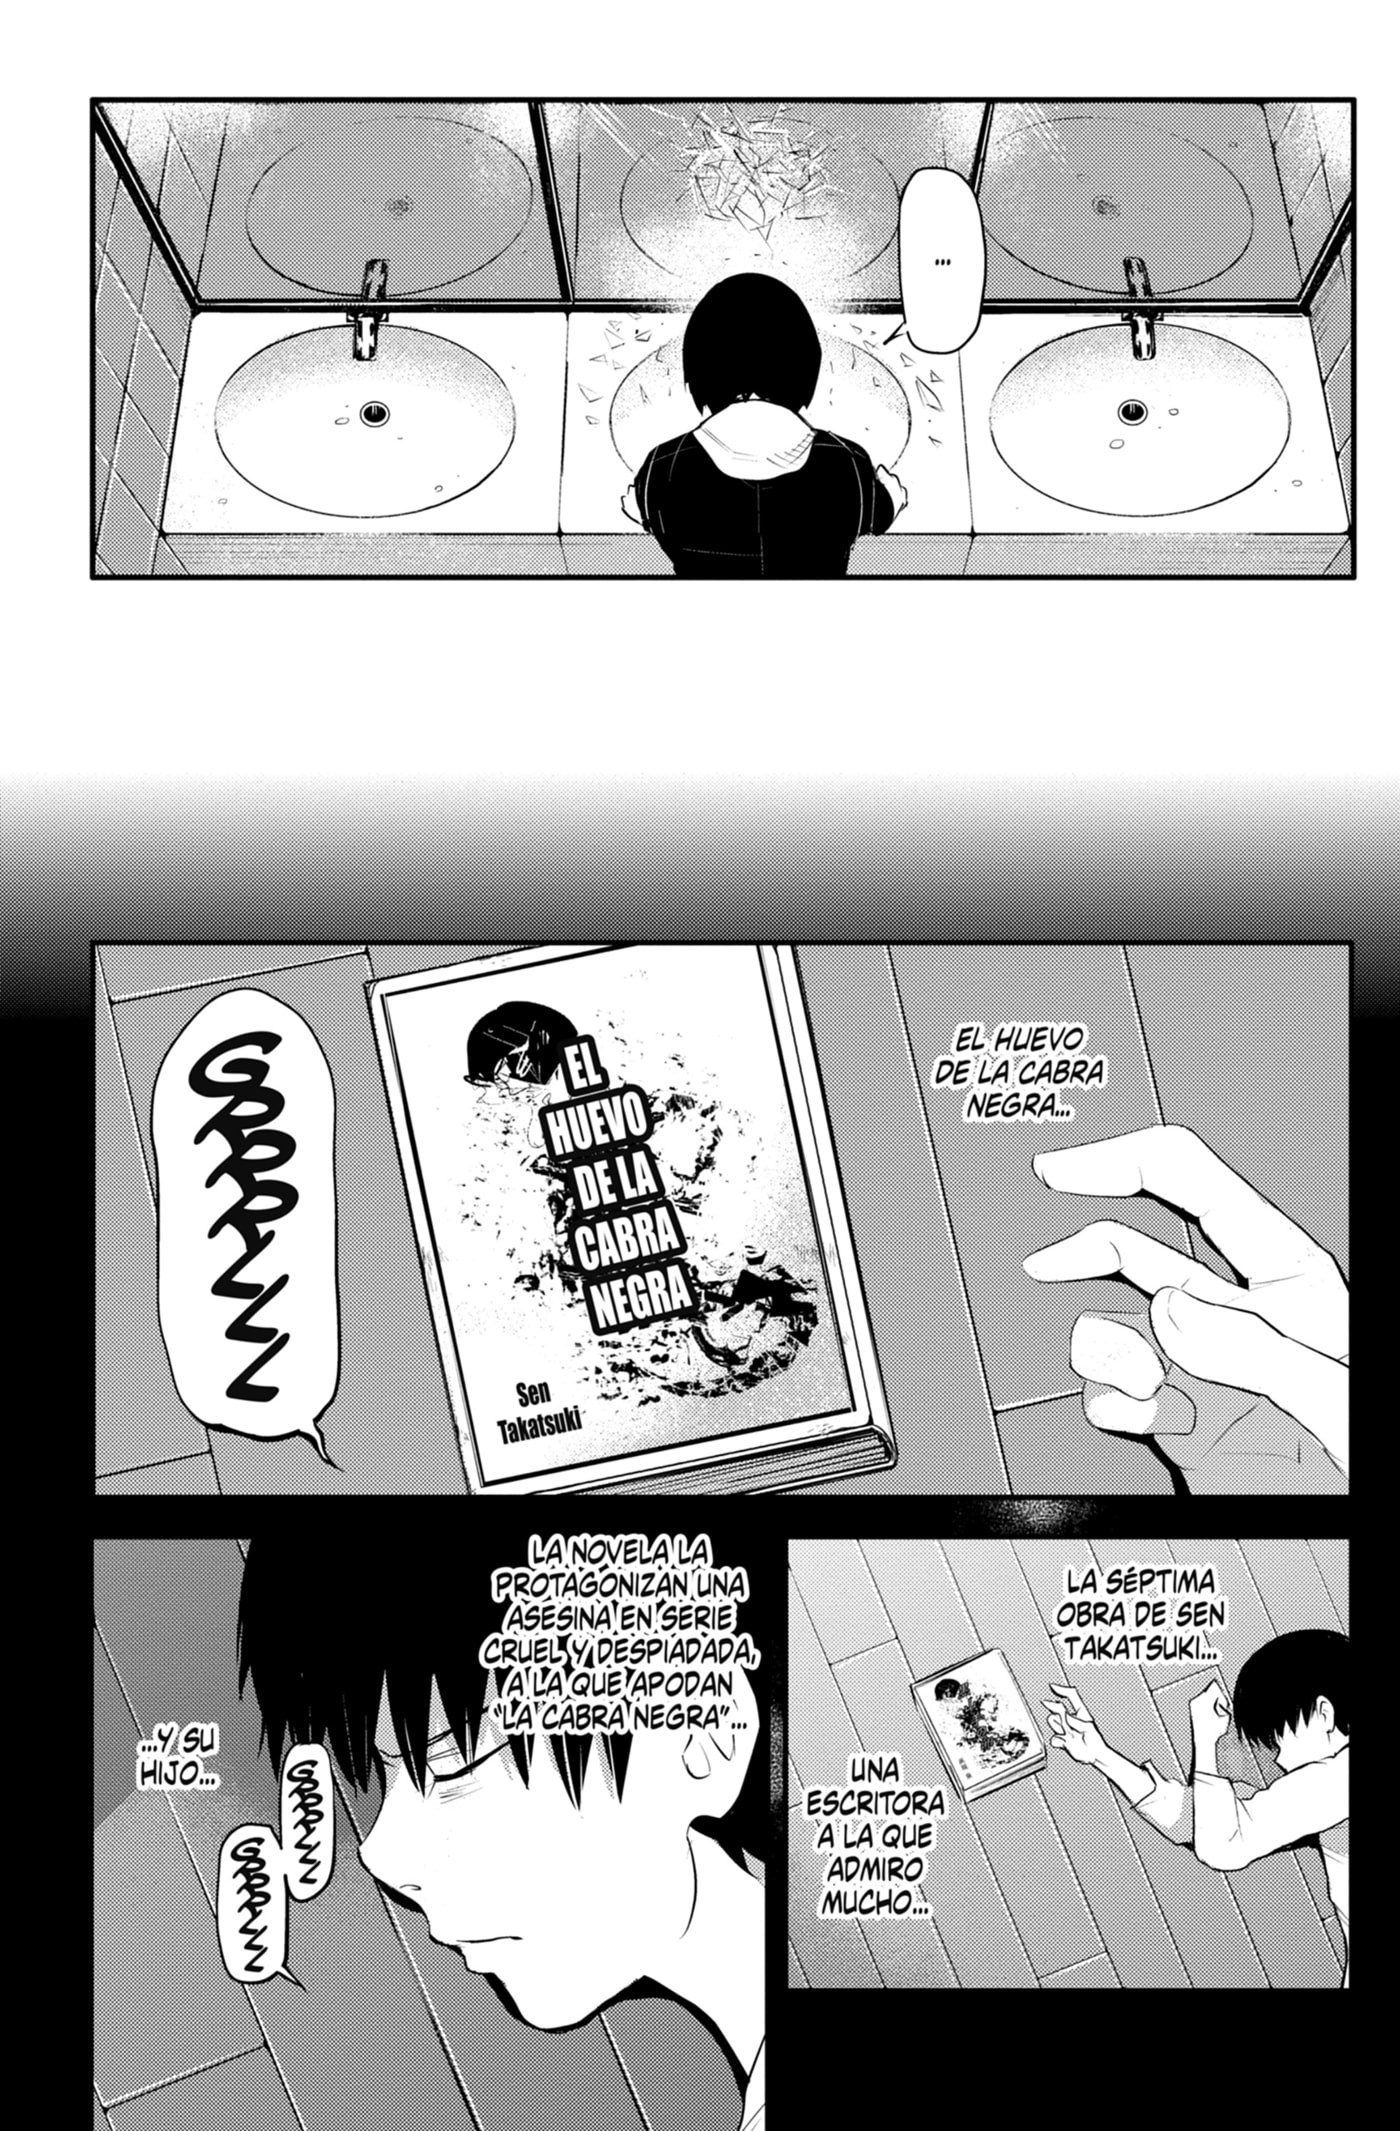 ...
EL HUEVO
DE LA CABRA
NEGRA...
EL
HUEVO
DE LA
CABRA
NEGRA
Sen
Takatsuki
GRRRZZZZ
LA SÉPTIMA
OBRA DE SEN
TAKATSUKI...
UNA
ESCRITORA
A LA QUE
ADMIRO
MUCHO...
LA NOVELA LA
PROTAGONIZAN UNA
ASESINA EN SERIE
CRUEL Y DESPIADADA,
A LA QUE APODAN
“LA CABRA NEGRA”...
...Y SU
HIJO...
GRRRZZZ
GRRRZZZ